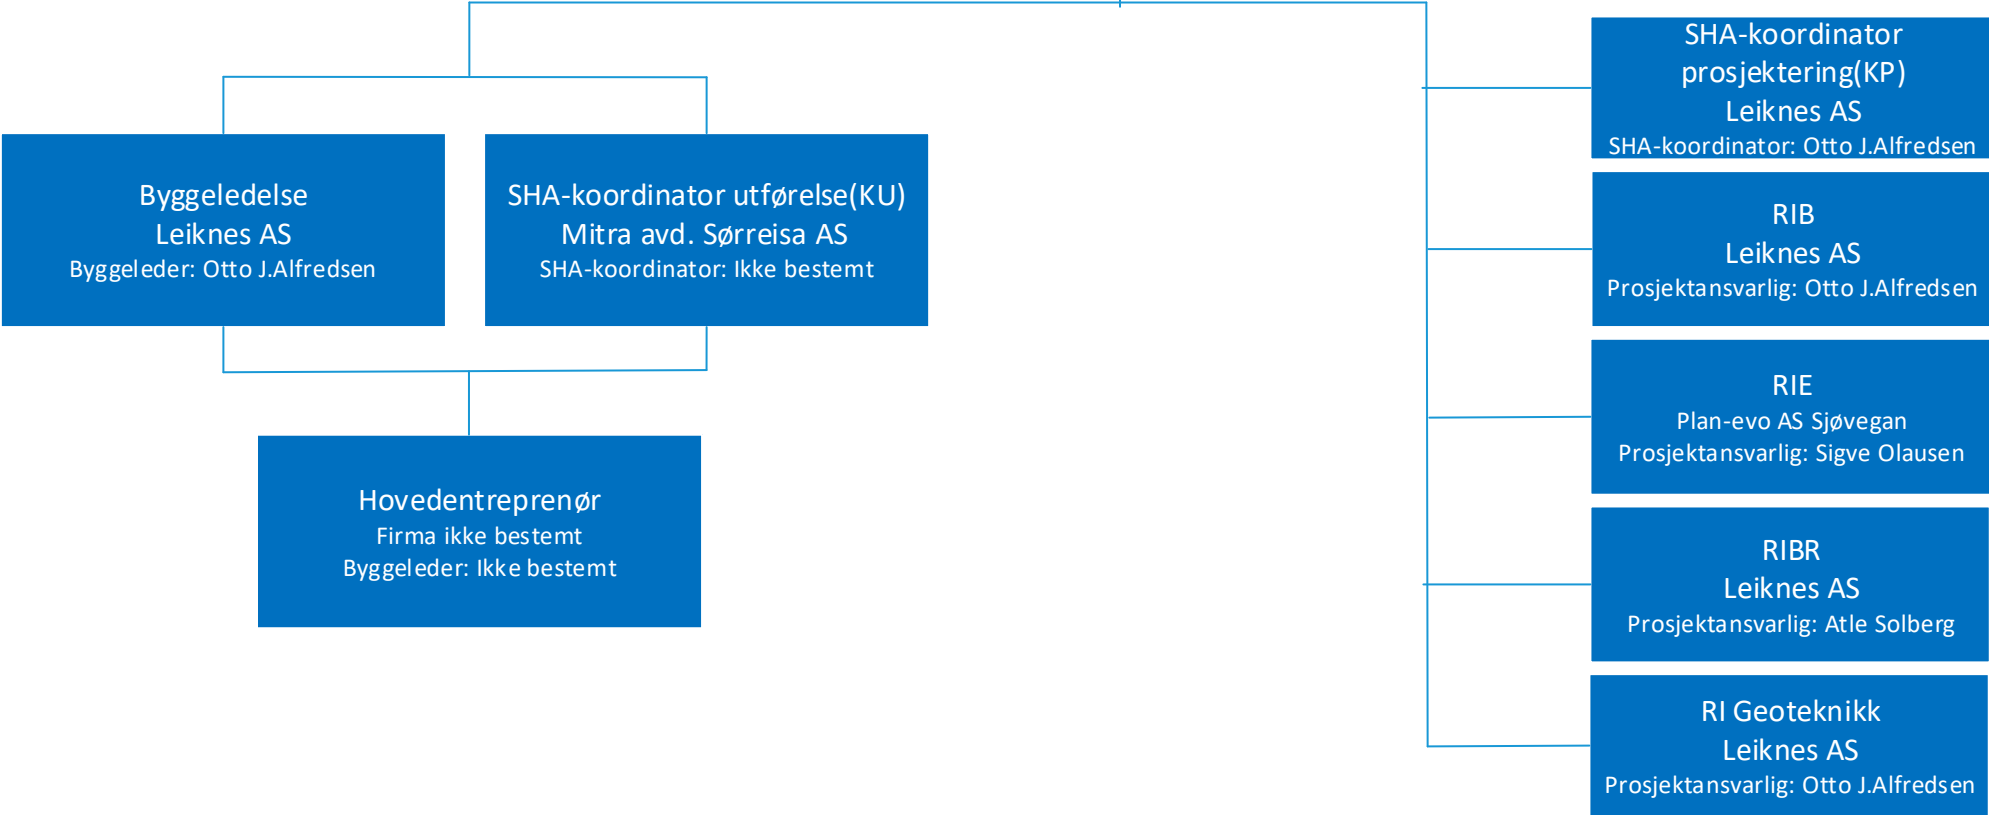 Byggeledelse
Leiknes AS
Byggeleder: Otto J.Alfredsen
SHA-koordinator utførelse(KU)
Mitra avd. Sørreisa AS
SHA-koordinator: Ikke bestemt
Hovedentreprenør
Firma ikke bestemt
Byggeleder: Ikke bestemt
SHA-koordinator
prosjektering(KP)
Leiknes AS
SHA-koordinator: Otto J.Alfredsen
RIB
Leiknes AS
Prosjektansvarlig: Otto J.Alfredsen
RIE
Plan-evo AS Sjøvegan
Prosjektansvarlig: Sigve Olausen
RIBR
Leiknes AS
Prosjektansvarlig: Atle Solberg
RI Geoteknikk
Leiknes AS
Prosjektansvarlig: Otto J.Alfredsen